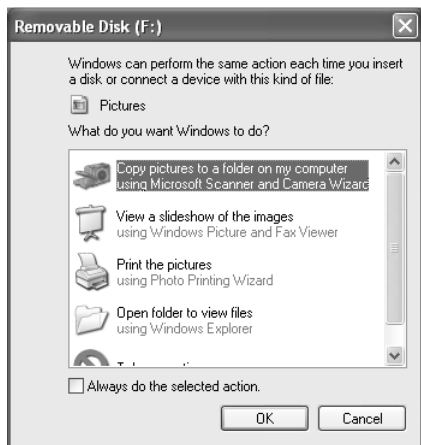 Removable Disk (F:)
Windows can perform the same action each time you insert
a disk or connect a device with this kind of file:
Pictures
What do you want Windows to do?
Copy pictures to a folder on my computer
using Microsoft Scanner and Camera Wizard
View a slideshow of the images
using Windows Picture and Fax Viewer
Print the pictures
using Photo Printing Wizard
Open folder to view files
using Windows Explorer
Always do the selected action.
OK
Cancel